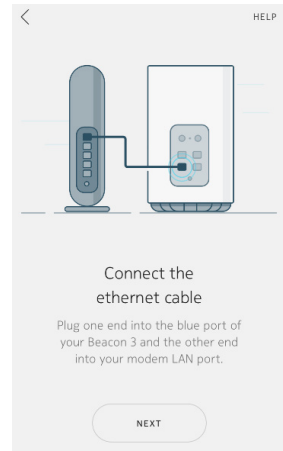 HELP
Connect the
ethernet cable
Plug one end into the blue port of
your Beacon 3 and the other end
into your modem LAN port.
NEXT